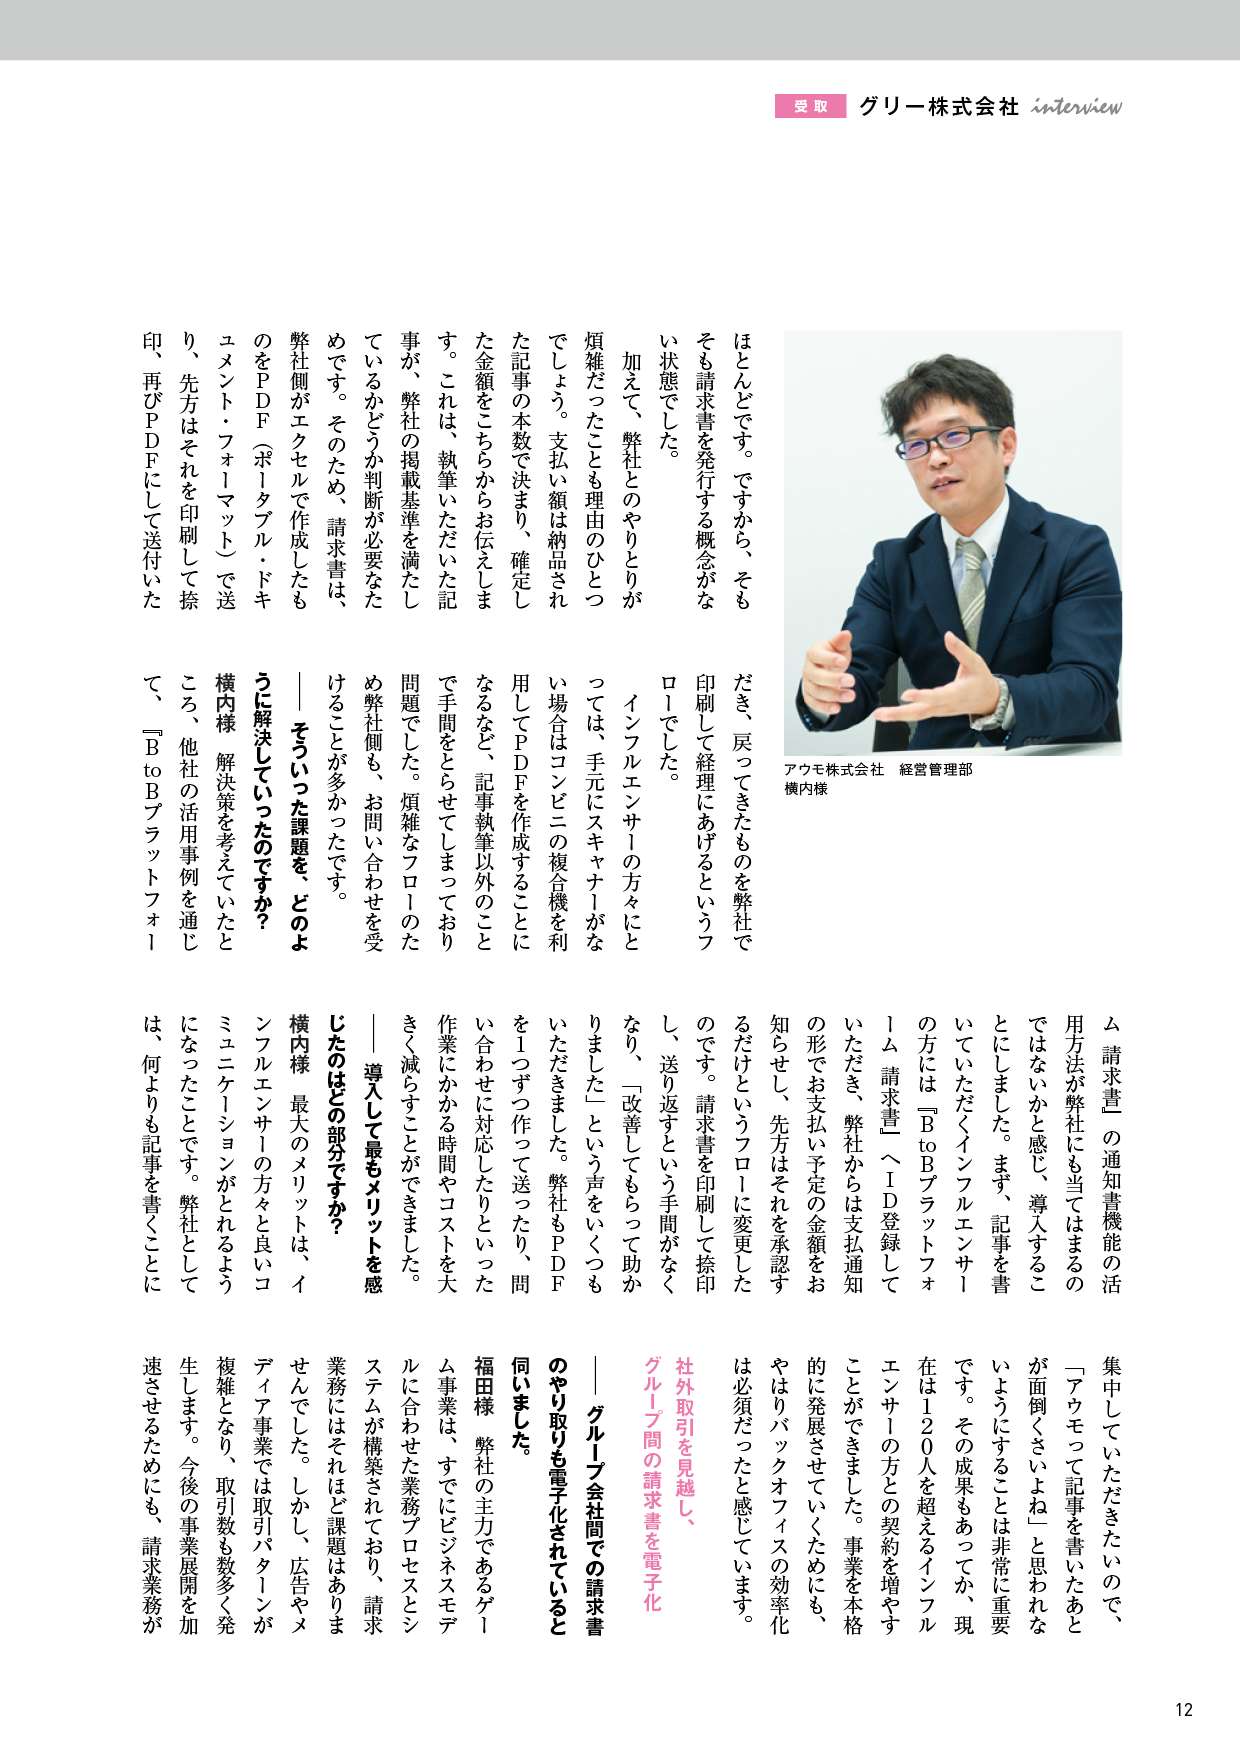 受取 グリー株式会社 interview
ほとんどです。ですから、そも
そも請求書を発行する概念がな
い状態でした。
　加えて、弊社とのやりとりが
煩雑だったことも理由のひとつ
でしょう。支払い額は納品され
た記事の本数で決まり、確定し
た金額をこちらからお伝えしま
す。これは、執筆いただいた記
事が、弊社の掲載基準を満たし
ているかどうか判断が必要なた
めです。そのため、請求書は、
弊社側がエクセルで作成したも
のをPDF（ポータブル・ドキ
ュメント・フォーマット）で送
り、先方はそれを印刷して捺
印、再びPDFにして送付いた
アウモ株式会社　経営管理部
横内様
だき、戻ってきたものを弊社で
印刷して経理にあげるというフ
ローでした。
　インフルエンサーの方々にと
っては、手元にスキャナーがな
い場合はコンビニの複合機を利
用してPDFを作成することに
なるなど、記事執筆以外のこと
で手間をとらせてしまっており
問題でした。煩雑なフローのた
め弊社側も、お問い合わせを受
けることが多かったです。
―― そういった課題を、どのよ
うに解決していったのですか？
横内様　解決策を考えていたと
ころ、他社の活用事例を通じ
て、『BtoBプラットフォー
ム 請求書』の通知書機能の活
用方法が弊社にも当てはまるの
ではないかと感じ、導入するこ
とにしました。まず、記事を書
いていただくインフルエンサー
の方には『BtoBプラットフォ
ーム 請求書』へID登録して
いただき、弊社からは支払通知
の形でお支払い予定の金額をお
知らせし、先方はそれを承認す
るだけというフローに変更した
のです。請求書を印刷して捺印
し、送り返すという手間がなく
なり、「改善してもらって助か
りました」という声をいくつも
いただきました。弊社もPDF
を1つずつ作って送ったり、問
い合わせに対応したりといった
作業にかかる時間やコストを大
きく減らすことができました。
―― 導入して最もメリットを感
じたのはどの部分ですか？
横内様　最大のメリットは、イ
ンフルエンサーの方々と良いコ
ミュニケーションがとれるよう
になったことです。弊社として
は、何よりも記事を書くことに
集中していただきたいので、
「アウモって記事を書いたあと
が面倒くさいよね」と思われな
いようにすることは非常に重要
です。その成果もあってか、現
在は120人を超えるインフル
エンサーの方との契約を増やす
ことができました。事業を本格
的に発展させていくためにも、
やはりバックオフィスの効率化
は必須だったと感じています。
社外取引を見越し、
グループ間の請求書を電子化
―― グループ会社間での請求書
のやり取りも電子化されていると
伺いました。
福田様　弊社の主力であるゲー
ム事業は、すでにビジネスモデ
ルに合わせた業務プロセスとシ
ステムが構築されており、請求
業務にはそれほど課題はありま
せんでした。しかし、広告やメ
ディア事業では取引パターンが
複雑となり、取引数も数多く発
生します。今後の事業展開を加
速させるためにも、請求業務が
12